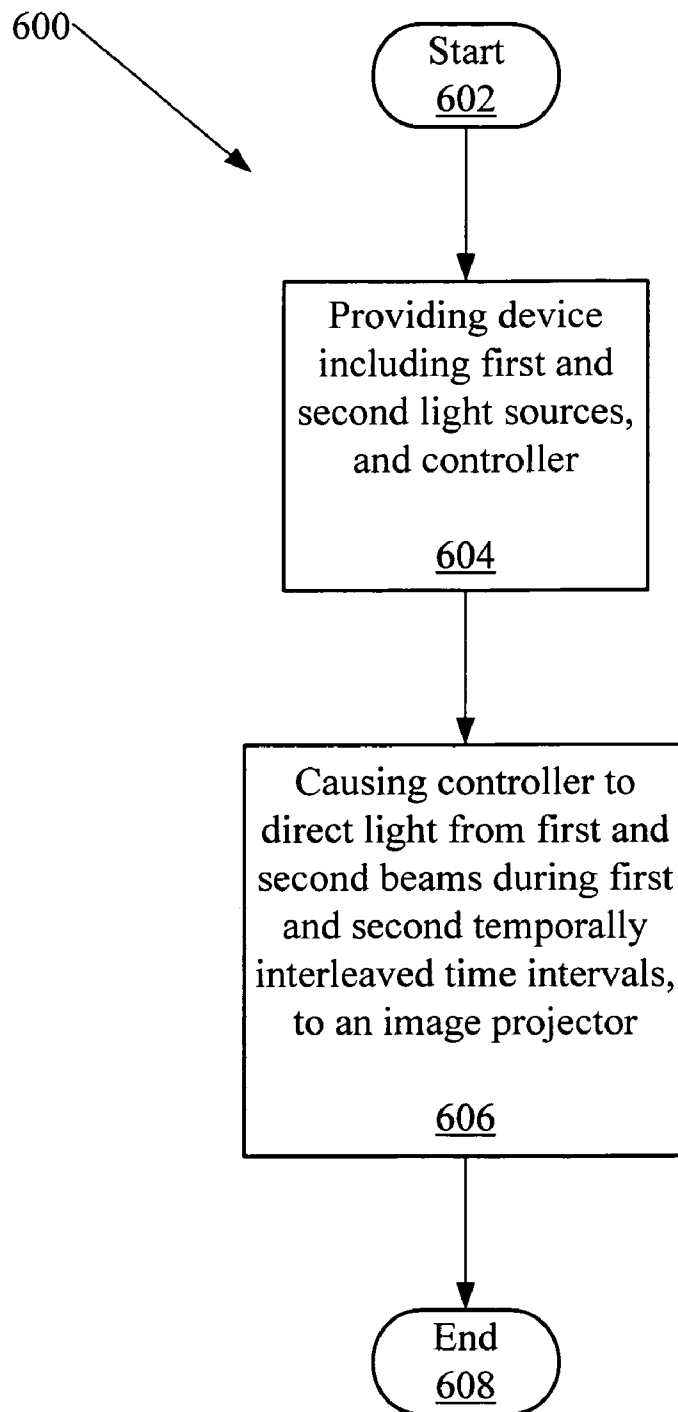 600
Start
602
Providing device
including first and
second light sources,
and controller
604
Causing controller to
direct light from first and
second beams during first
and second temporally
interleaved time intervals,
to an image projector
606
End
608